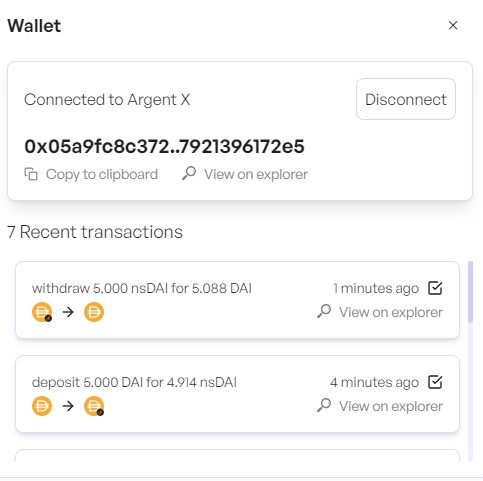 Wallet
Connected to Argent X
Disconnect
0x05a9fc8c372..7921396172e5
Copy to clipboard
View on explorer
7 Recent transactions
withdraw 5.000 nsDAI for 5.088 DAI
1 minutes ago
View on explorer
deposit 5.000 DAI for 4.914 nsDAI
4 minutes ago
View on explorer